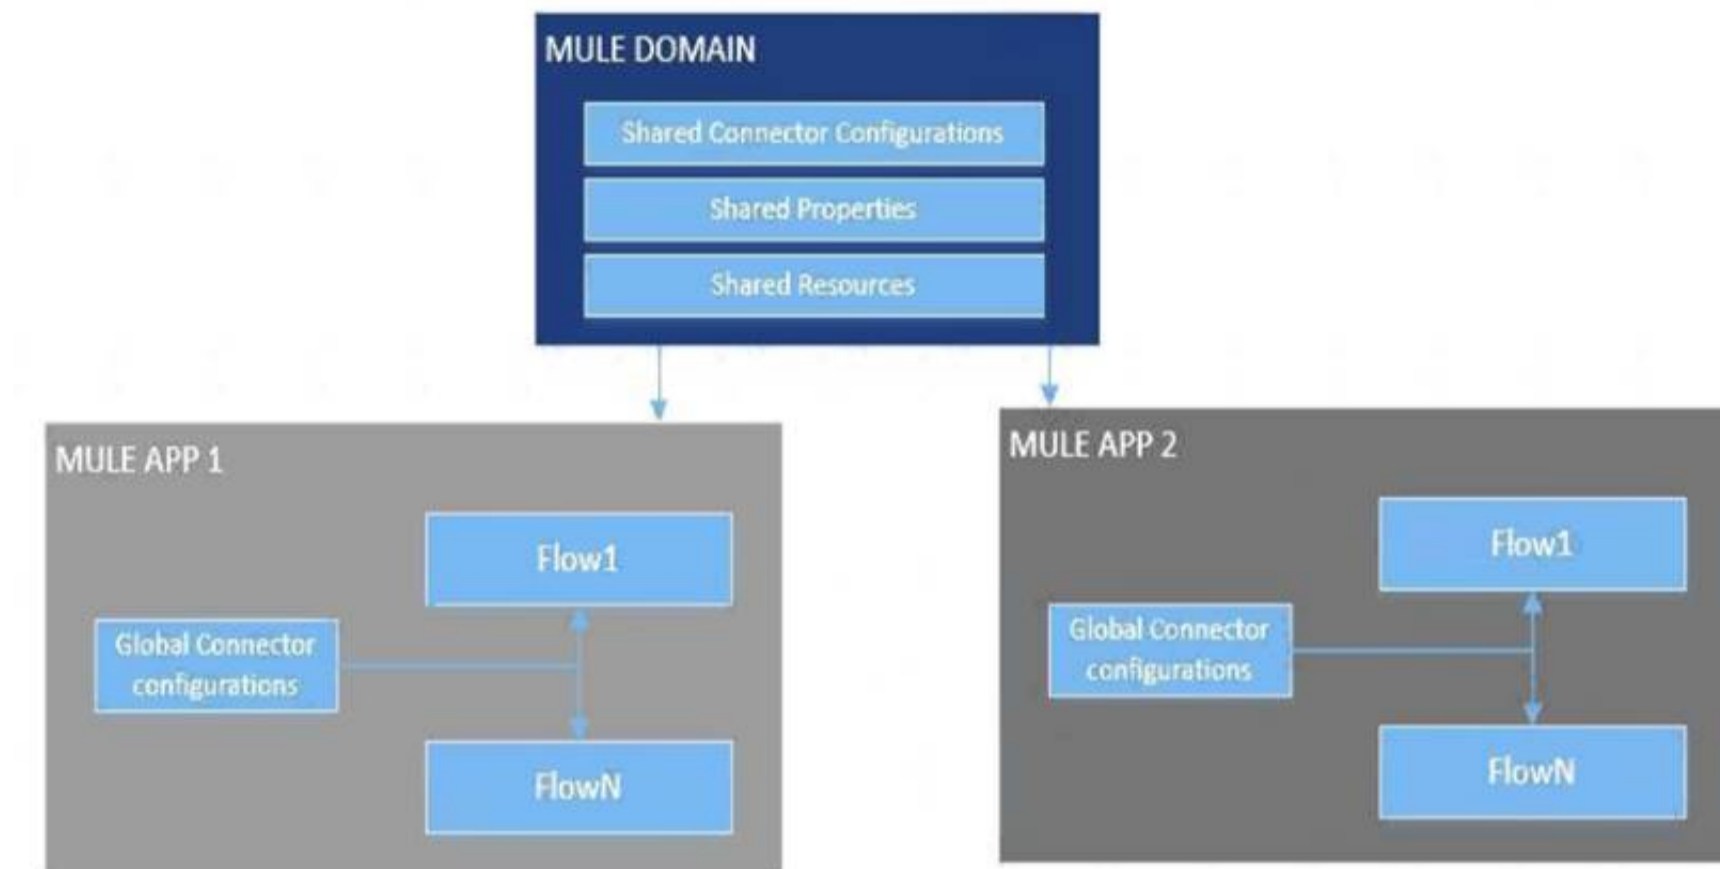 MULE DOMAIN
Shared Connector Configurations
Shared Properties
Shared Resources
MULE APP 1
Flow1
Global Connector
configurations
FlowN
MULE APP 2
Flow1
Global Connector
configurations
FlowN